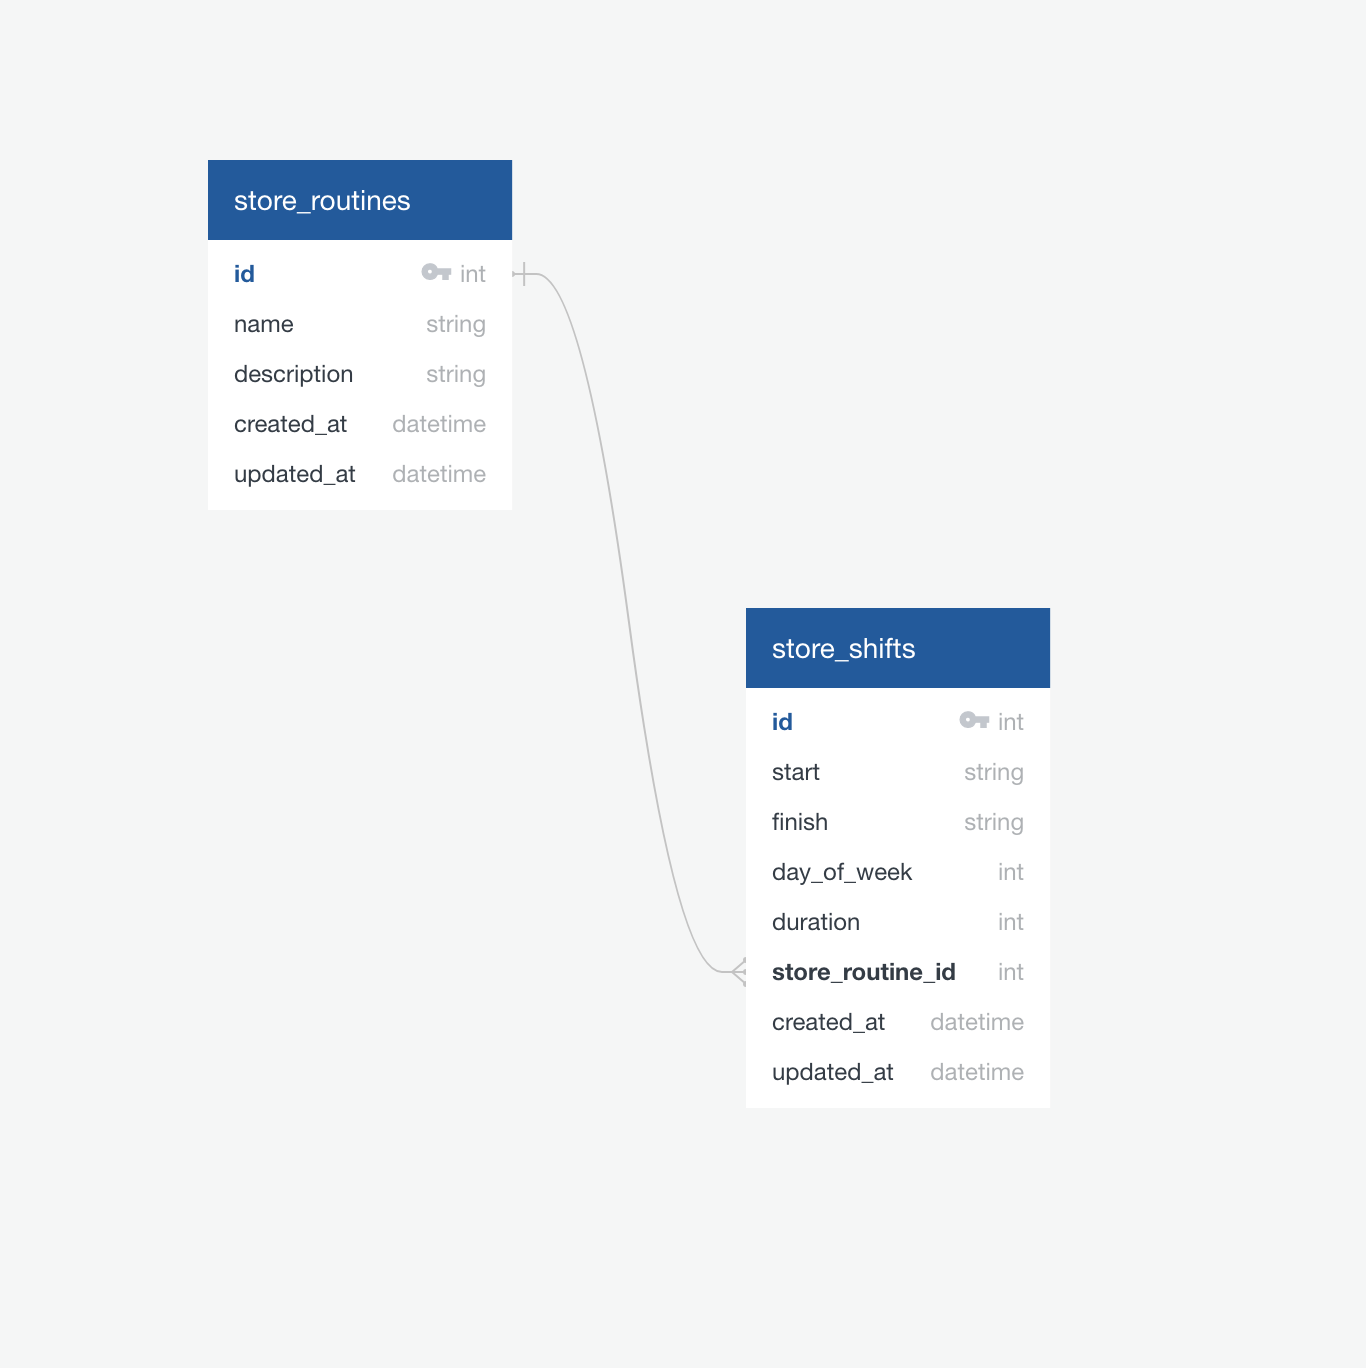 store_routines
id int
name string
description string
created_at datetime
updated_at datetime
store_shifts
id int
start string
finish string
day_of_week int
duration int
store_routine_id int
created_at datetime
updated_at datetime